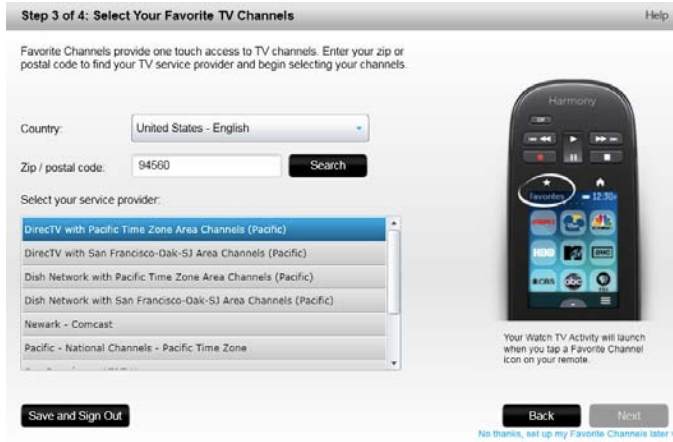 Step 3 of 4: Select Your Favorite TV Channels
Help
Favorite Channels provide one touch access to TV channels. Enter your zip or
postal code to find your TV service provider and begin selecting your channels.
Country:
United States - English
Zip / postal code:
94560
Search
Select your service provider:
DirecTV with Pacific Time Zone Area Channels (Pacific)
DirecTV with San Francisco-Oak-SJ Area Channels (Pacific)
Dish Network with Pacific Time Zone Area Channels (Pacific)
Dish Network with San Francisco-Oak-SJ Area Channels (Pacific)
Newark - Comcast
Pacific - National Channels - Pacific Time Zone
Harmony
Off
Favorites
12:30
HBO
AMC
CBS
abc
PBS
Your Watch TV Activity will launch
when you tap a Favorite Channel
icon on your remote.
Save and Sign Out
Back
Next
No thanks, set up my Favorite Channels later